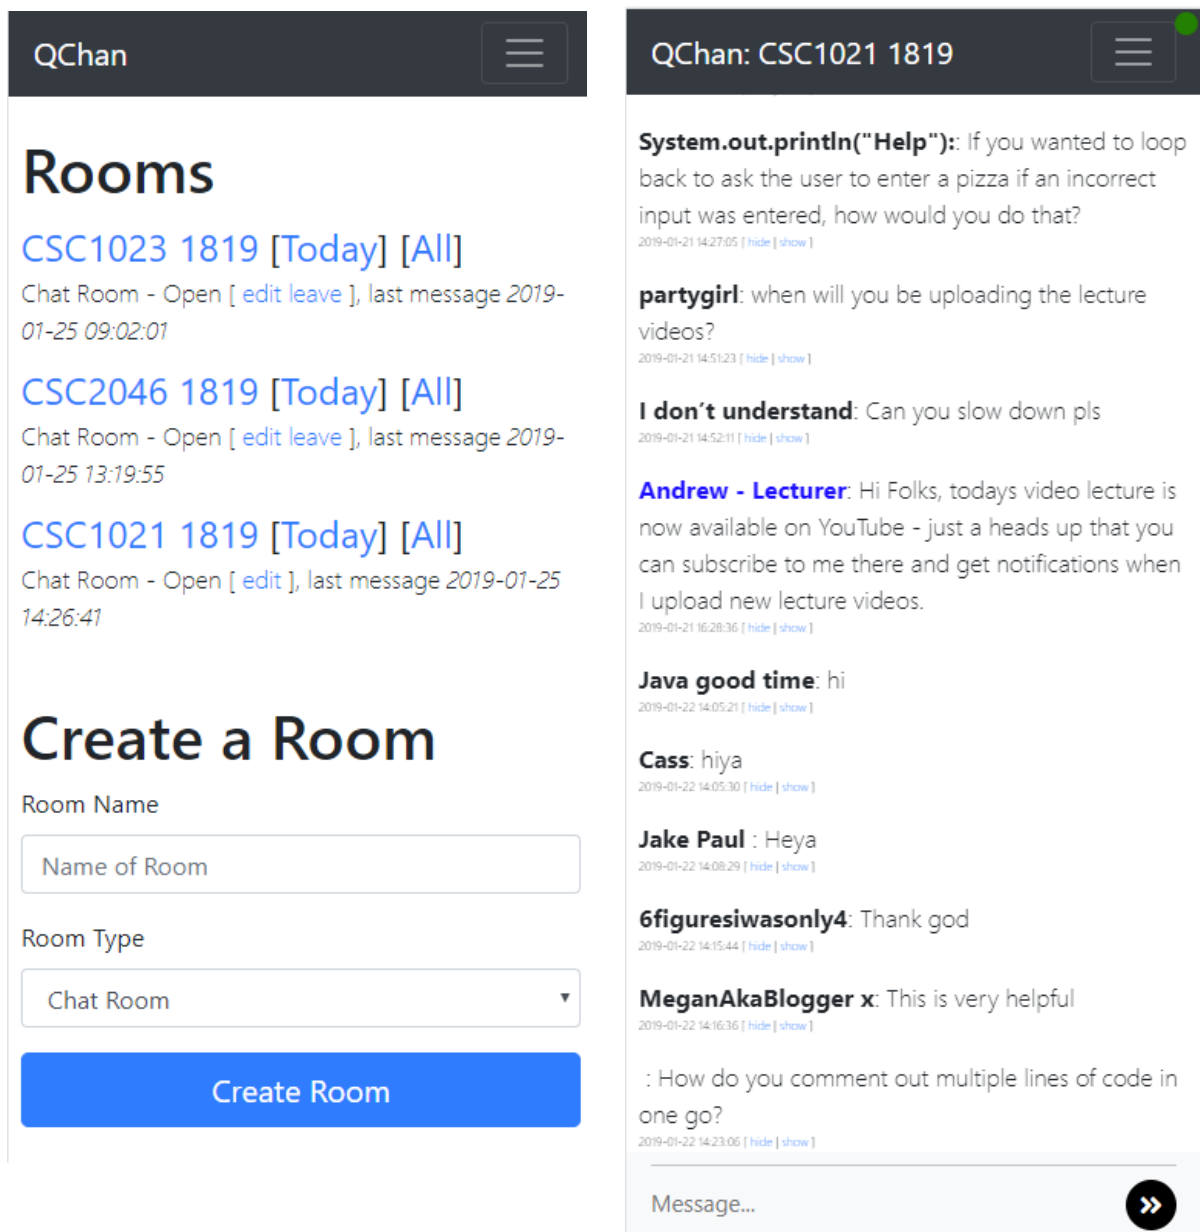 QChan
Rooms
CSC1023 1819 [Today] [All]
Chat Room - Open [ edit leave ], last message 2019-
01-25 09:02:01
CSC2046 1819 [Today] [All]
Chat Room - Open [ edit leave ], last message 2019-
01-25 13:19:55
CSC1021 1819 [Today] [All]
Chat Room - Open [ edit ], last message 2019-01-25
14:26:41
Create a Room
Room Name
Name of Room
Room Type
Chat Room
Create Room
QChan: CSC1021 1819
System.out.println("Help"):: If you wanted to loop
back to ask the user to enter a pizza if an incorrect
input was entered, how would you do that?
2019-01-21 14:27:05 [ hide | show ]
partygirl: when will you be uploading the lecture
videos?
2019-01-21 14:51:23 [ hide | show ]
I don’t understand: Can you slow down pls
2019-01-21 14:52:11 [ hide | show ]
Andrew - Lecturer: Hi Folks, todays video lecture is
now available on YouTube - just a heads up that you
can subscribe to me there and get notifications when
I upload new lecture videos.
2019-01-21 16:28:36 [ hide | show ]
Java good time: hi
2019-01-22 14:05:21 [ hide | show ]
Cass: hiya
2019-01-22 14:05:30 [ hide | show ]
Jake Paul : Heya
2019-01-22 14:08:29 [ hide | show ]
6figuresiwasonly4: Thank god
2019-01-22 14:15:44 [ hide | show ]
MeganAkaBlogger x: This is very helpful
2019-01-22 14:16:36 [ hide | show ]
: How do you comment out multiple lines of code in
one go?
2019-01-22 14:23:06 [ hide | show ]
Message...